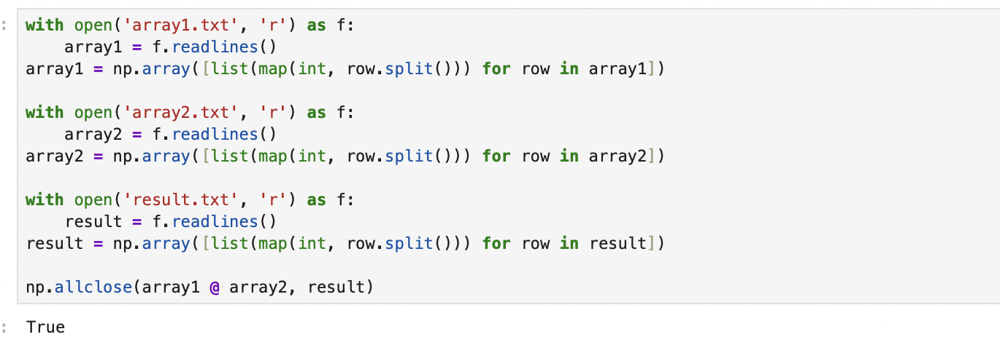 with open('array1.txt', 'r') as f:
    array1 = f.readlines()
array1 = np.array([list(map(int, row.split())) for row in array1])

with open('array2.txt', 'r') as f:
    array2 = f.readlines()
array2 = np.array([list(map(int, row.split())) for row in array2])

with open('result.txt', 'r') as f:
    result = f.readlines()
result = np.array([list(map(int, row.split())) for row in result])

np.allclose(array1 @ array2, result)
: True